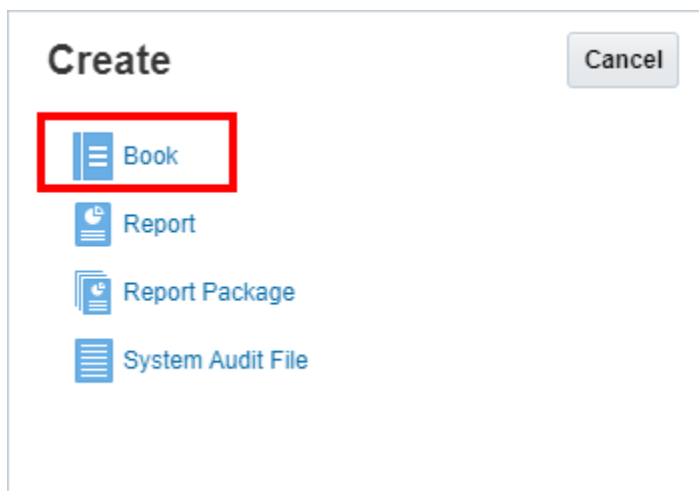 Create
Cancel
Book
Report
Report Package
System Audit File